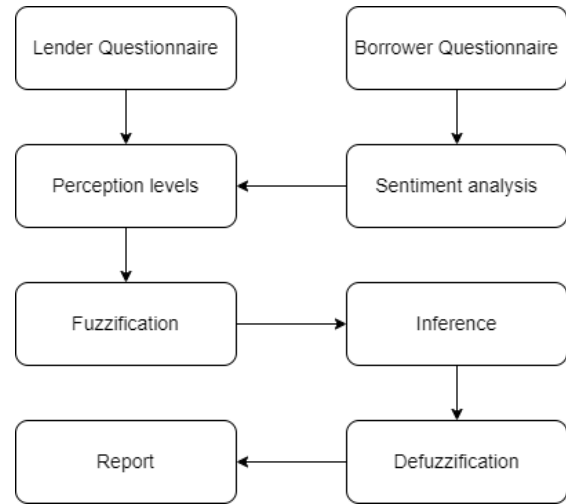 Lender Questionnaire
Borrower Questionnaire
Perception levels
Sentiment analysis
Fuzzification
Inference
Report
Defuzzification